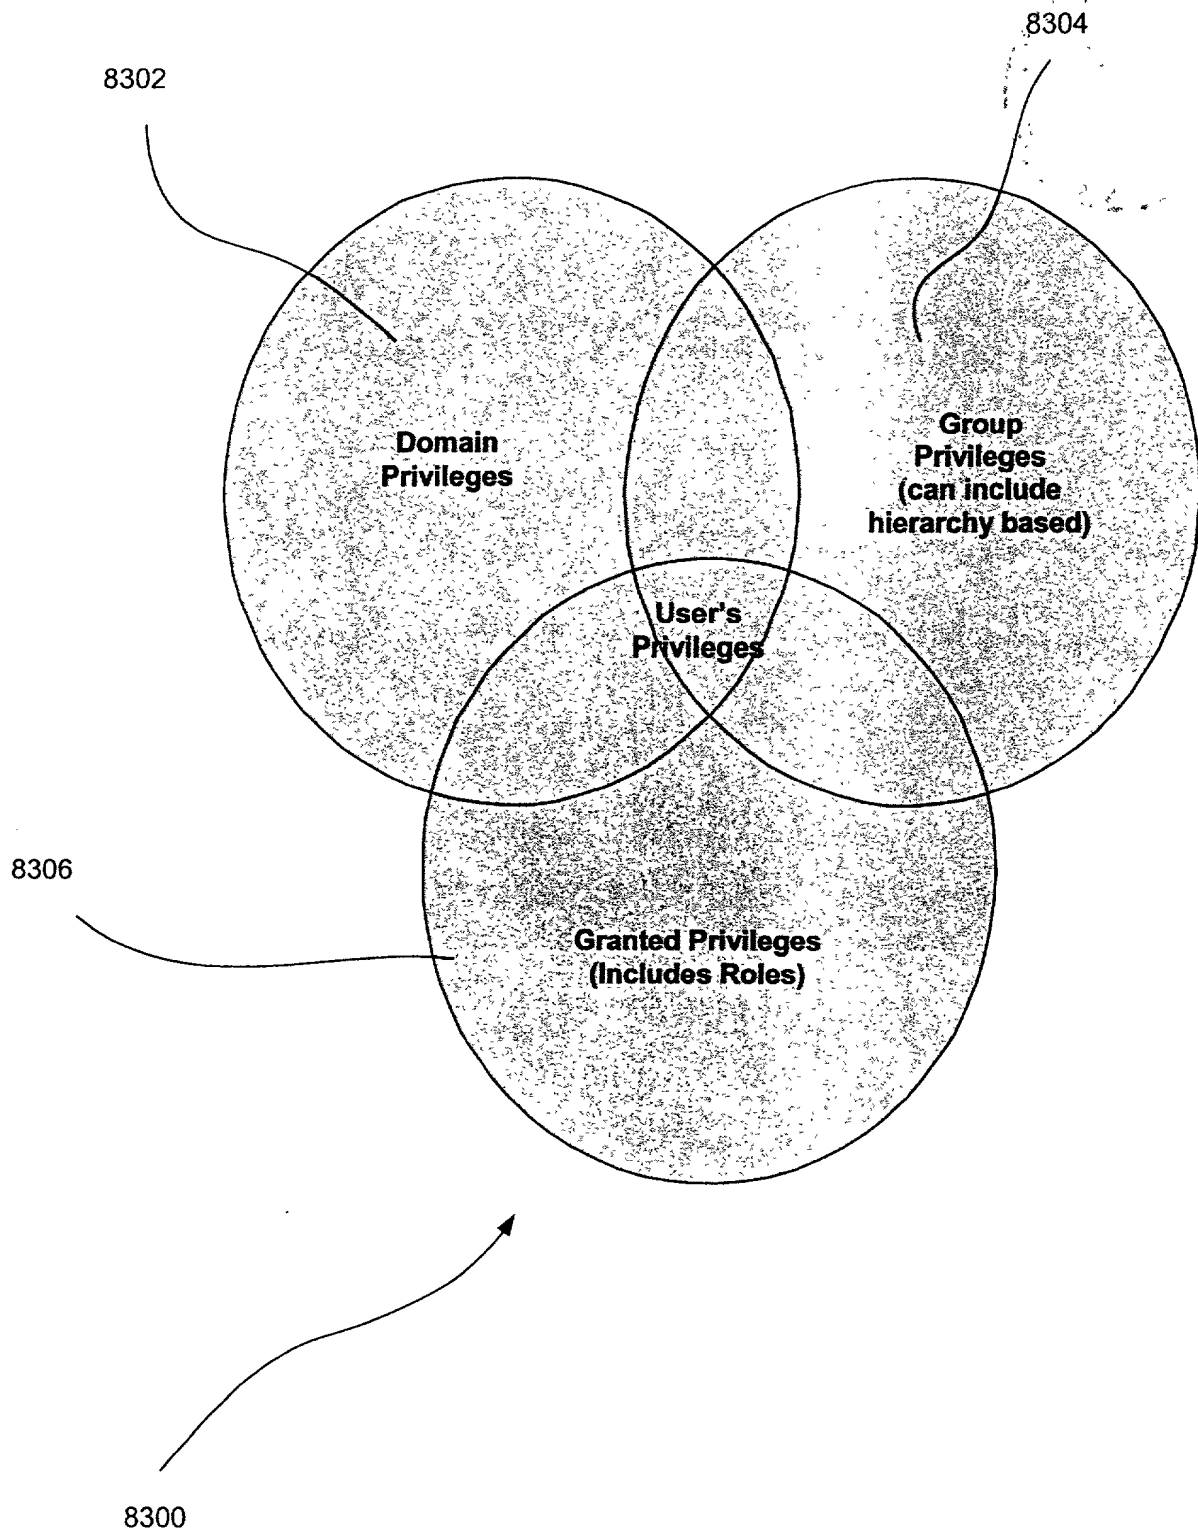 8304
8302
Domain
Privileges
Group
Privileges
(can include
hierarchy based)
User's
Privileges
8306
Granted Privileges
(Includes Roles)
8300